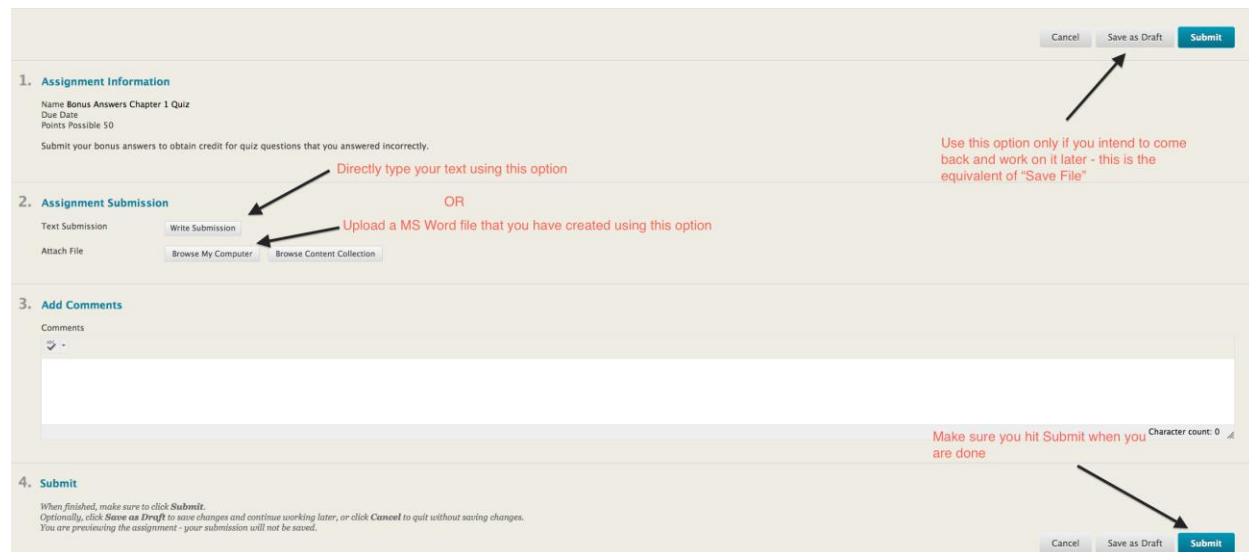 Cancel Save as Draft Submit
1. Assignment Information
Name Bonus Answers Chapter 1 Quiz
Due Date
Points Possible 50
Submit your bonus answers to obtain credit for quiz questions that you answered incorrectly.
Use this option only if you intend to come
back and work on it later - this is the
equivalent of “Save File”
Directly type your text using this option
2. Assignment Submission
OR
Text Submission Write Submission
Upload a MS Word file that you have created using this option
Attach File Browse My Computer Browse Content Collection
3. Add Comments
Comments
Character count: 0
Make sure you hit Submit when you
are done
4. Submit
When finished, make sure to click Submit.
Optionally, click Save as Draft to save changes and continue working later, or click Cancel to quit without saving changes.
You are previewing the assignment - your submission will not be saved.
Cancel Save as Draft Submit